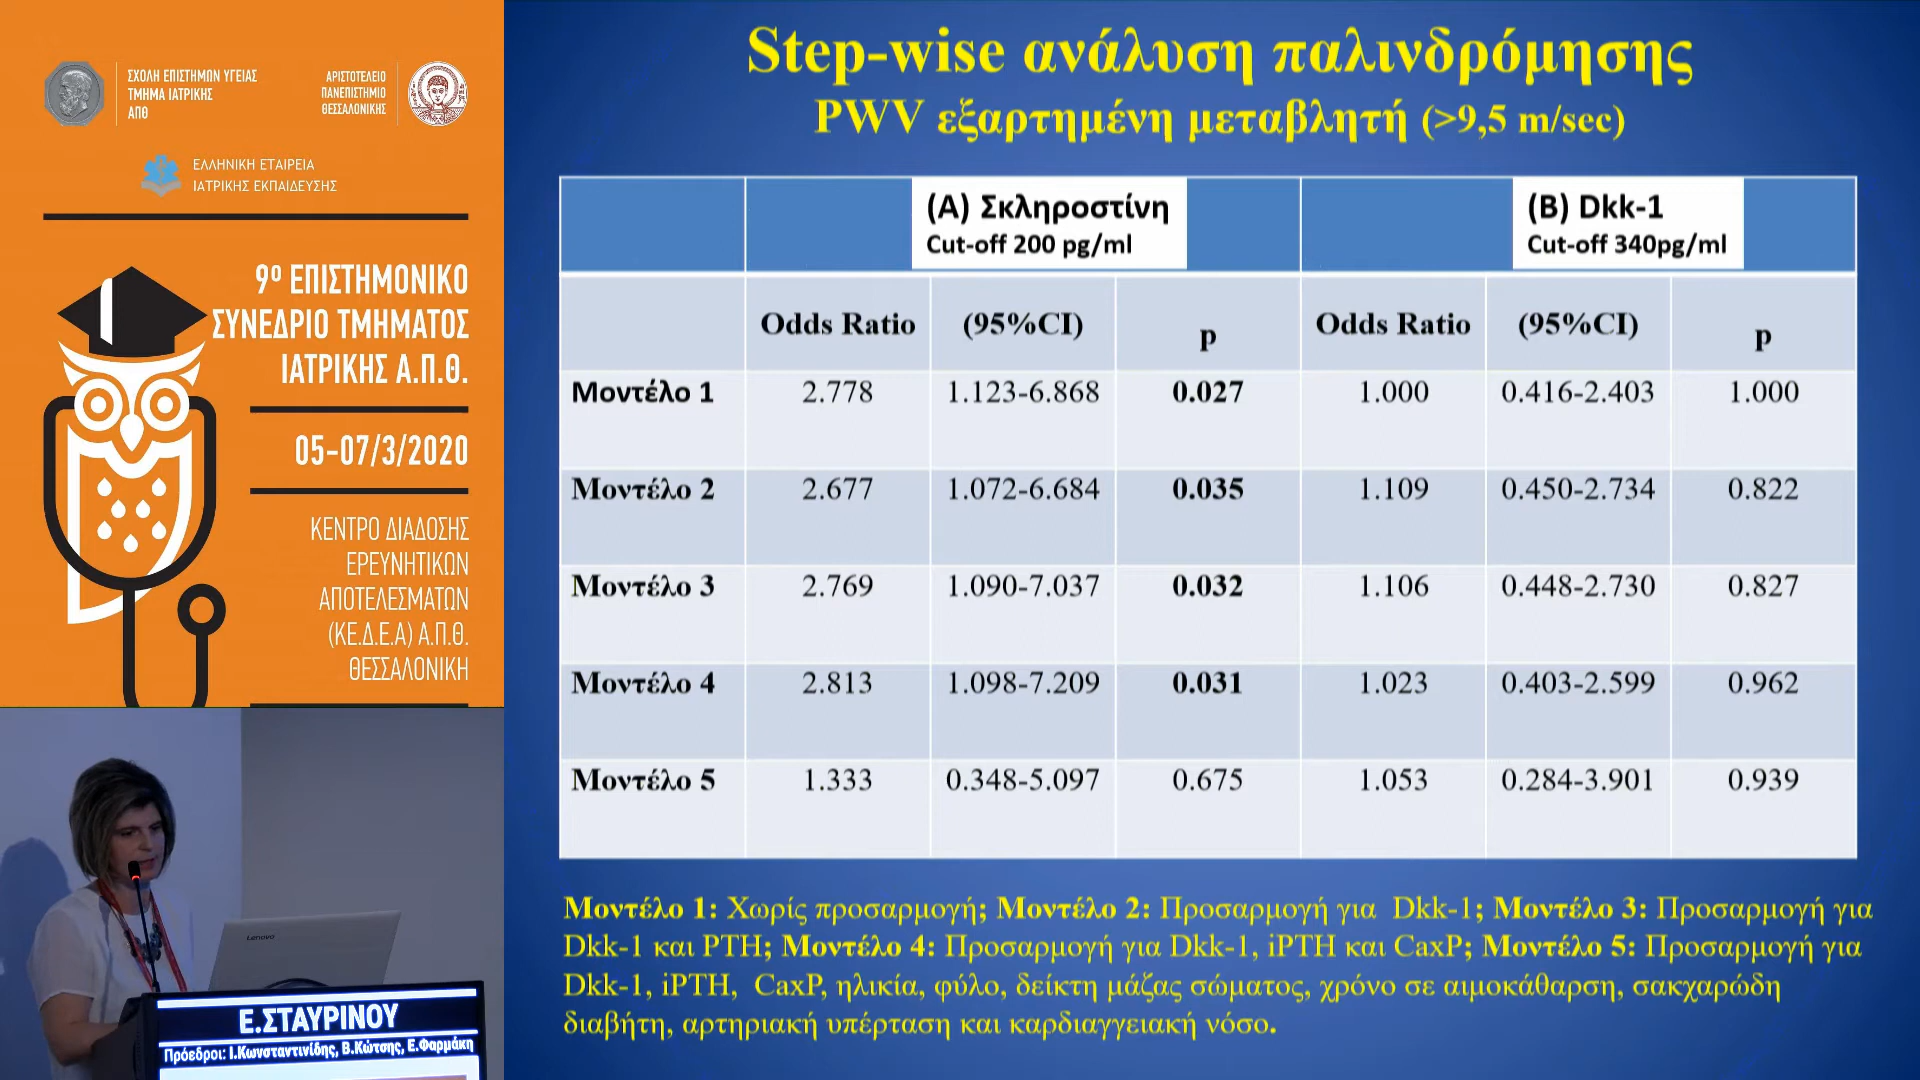 ΣΧΟΛΗ ΕΠΙΣΤΗΜΩΝ ΥΓΕΙΑΣ
ΤΜΗΜΑ ΙΑΤΡΙΚΗΣ
ΑΠΘ
ΑΡΙΣΤΟΤΕΛΕΙΟ
ΠΑΝΕΠΙΣΤΗΜΙΟ
ΘΕΣΣΑΛΟΝΙΚΗΣ
ΕΛΛΗΝΙΚΗ ΕΤΑΙΡΕΙΑ
ΙΑΤΡΙΚΗΣ ΕΚΠΑΙΔΕΥΣΗΣ
9º ΕΠΙΣΤΗΜΟΝΙΚΟ
ΣΥΝΕΔΡΙΟ ΤΜΗΜΑΤΟΣ
ΙΑΤΡΙΚΗΣ Α.Π.Θ.
05-07/3/2020
ΚΕΝΤΡΟ ΔΙΑΔΟΣΗΣ
ΕΡΕΥΝΗΤΙΚΩΝ
ΑΠΟΤΕΛΕΣΜΑΤΩΝ
(ΚΕ.Δ.Ε.Α) Α.Π.Θ.
ΘΕΣΣΑΛΟΝΙΚΗ
Lenovo
Ε.ΣΤΑΥΡΙΝΟΥ
Πρόεδροι: Ι.Κωνσταντινίδης, Β.Κώτσης, Ε.Φαρμάκη
Step-wise ανάλυση παλινδρόμησης
PWV εξαρτημένη μεταβλητή (>9,5 m/sec)
(Α) Σκληροστίνη (Β) Dkk-1
Cut-off 200 pg/ml Cut-off 340pg/ml
Odds Ratio (95%CI) p Odds Ratio (95%CI) p
Μοντέλο 1 2.778 1.123-6.868 0.027 1.000 0.416-2.403 1.000
Μοντέλο 2 2.677 1.072-6.684 0.035 1.109 0.450-2.734 0.822
Μοντέλο 3 2.769 1.090-7.037 0.032 1.106 0.448-2.730 0.827
Μοντέλο 4 2.813 1.098-7.209 0.031 1.023 0.403-2.599 0.962
Μοντέλο 5 1.333 0.348-5.097 0.675 1.053 0.284-3.901 0.939
Μοντέλο 1: Χωρίς προσαρμογή; Μοντέλο 2: Προσαρμογή για Dkk-1; Μοντέλο 3: Προσαρμογή για
Dkk-1 και PTH; Μοντέλο 4: Προσαρμογή για Dkk-1, iPTH και CaxP; Μοντέλο 5: Προσαρμογή για
Dkk-1, iPTH, CaxP, ηλικία, φύλο, δείκτη μάζας σώματος, χρόνο σε αιμοκάθαρση, σακχαρώδη
διαβήτη, αρτηριακή υπέρταση και καρδιαγγειακή νόσο.